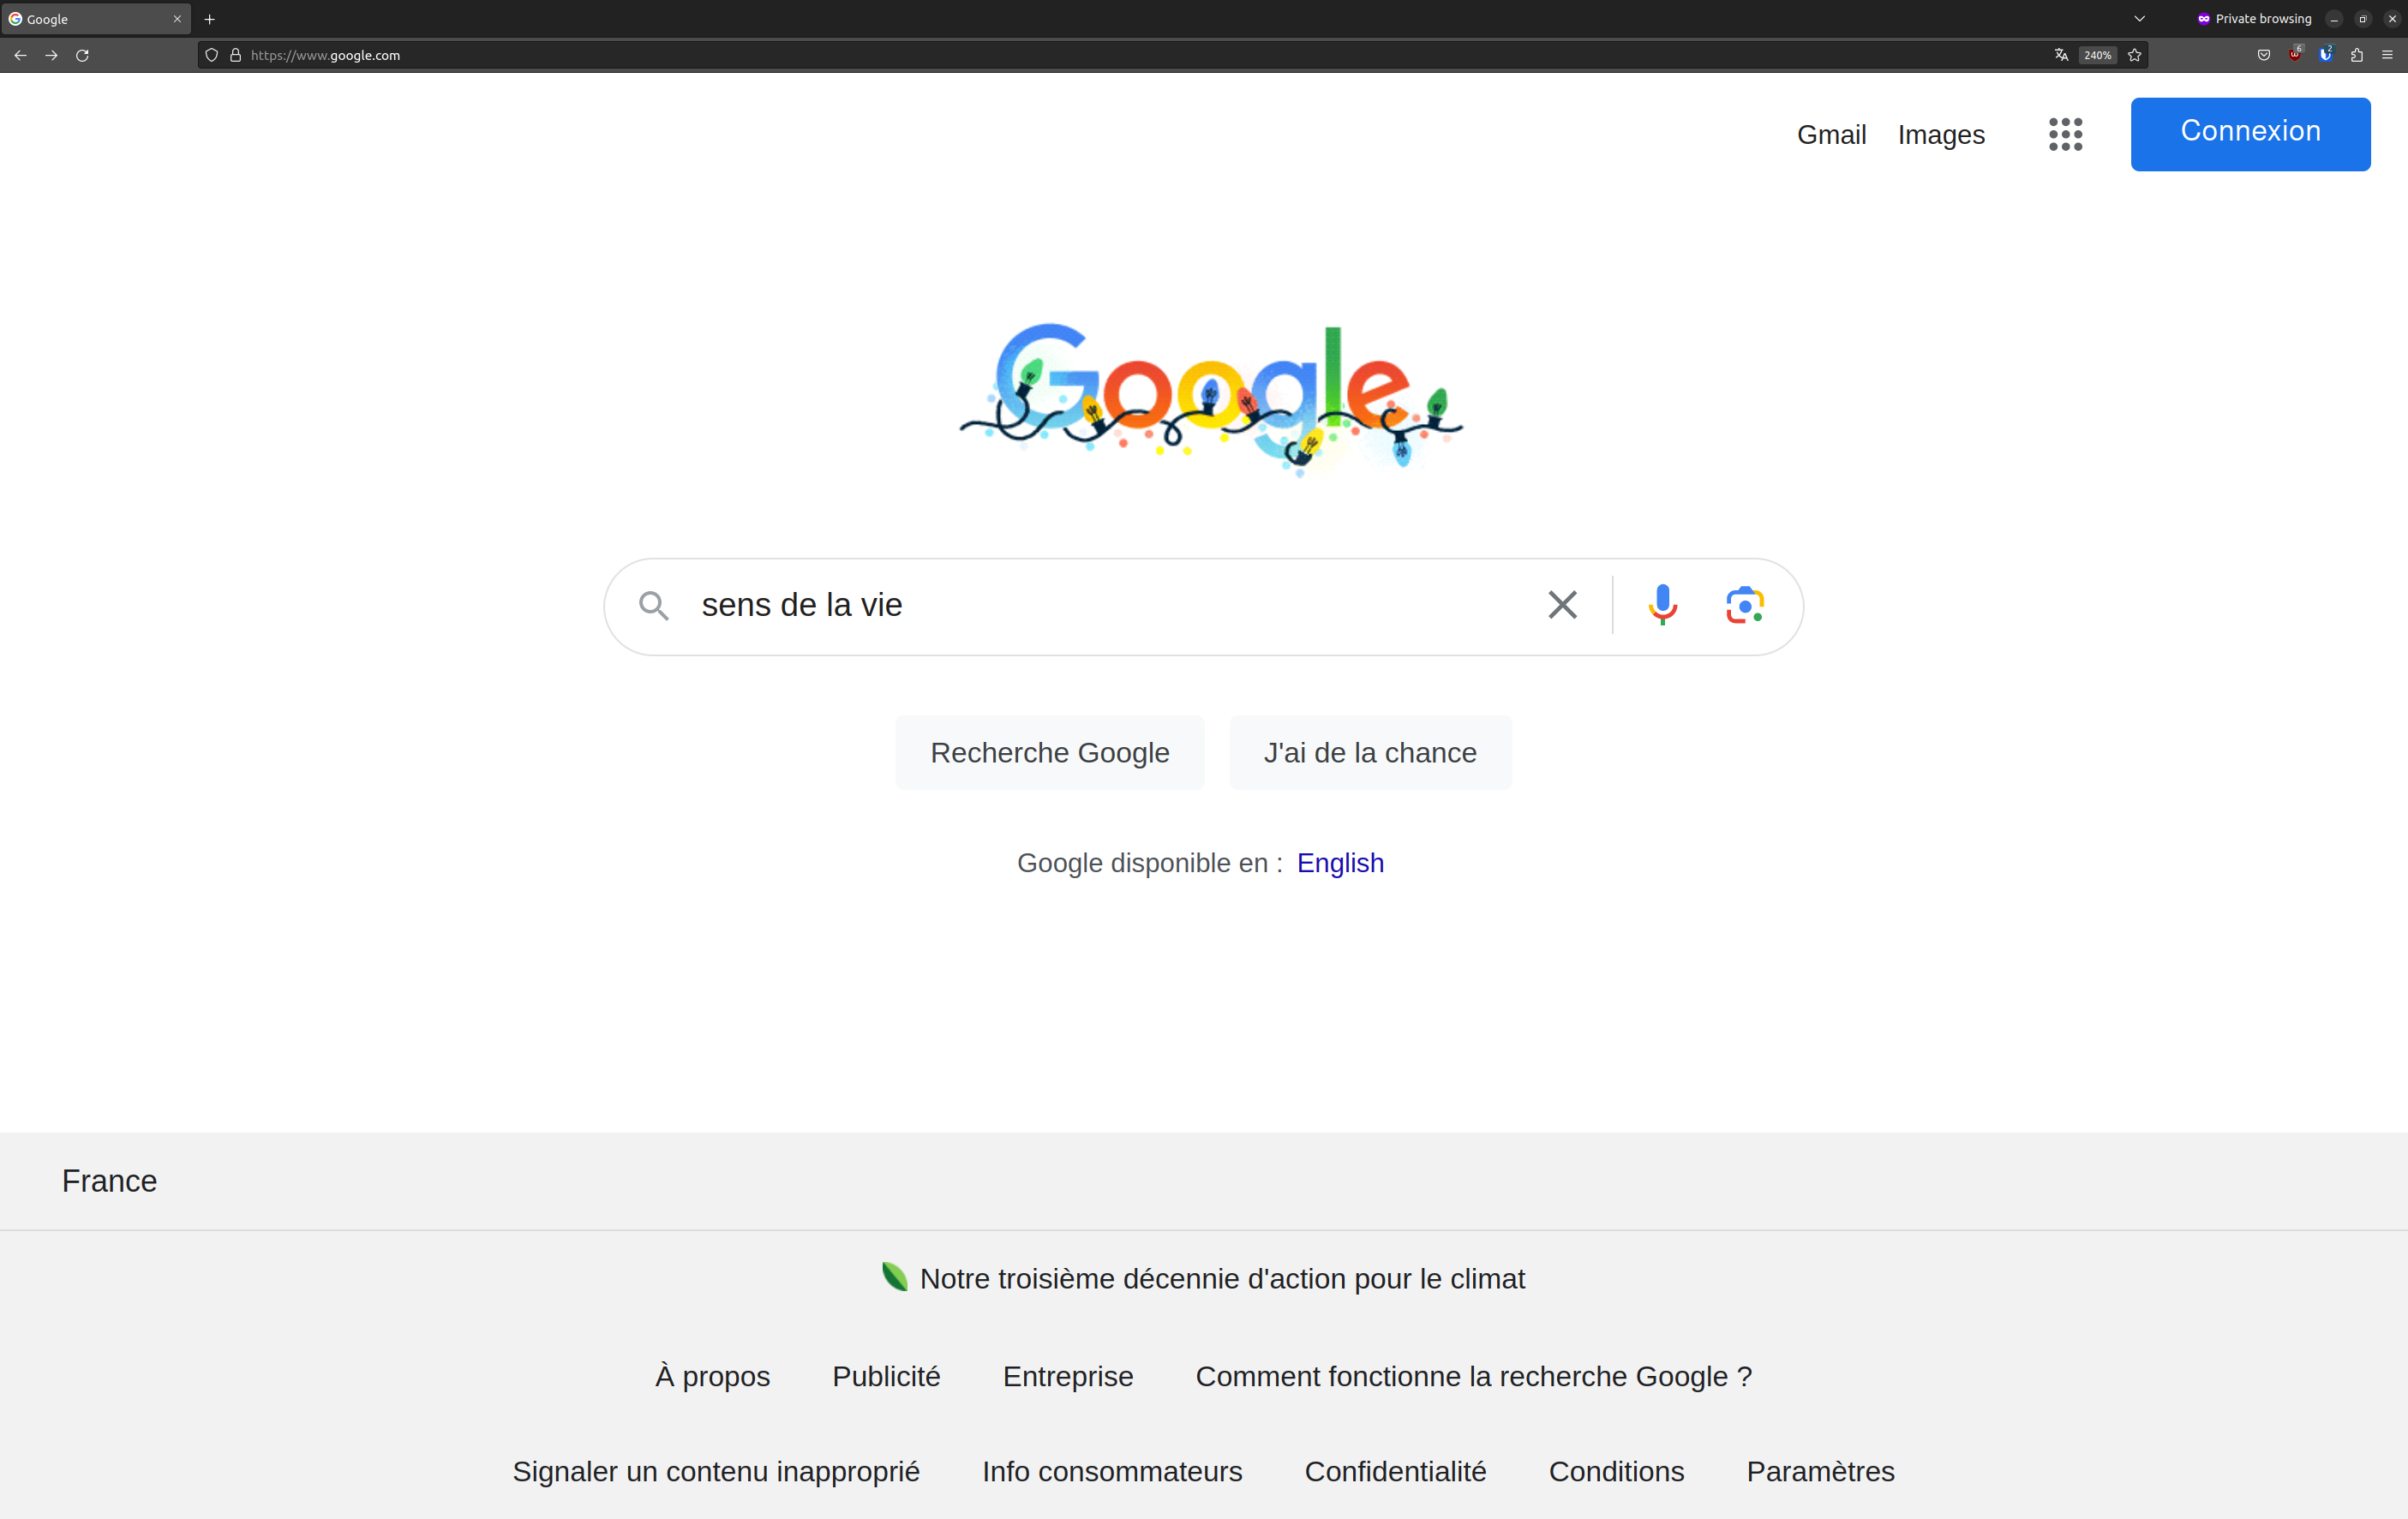 Google
Private browsing
https://www.google.com
240%
6
2
Gmail Images Connexion
Google
sens de la vie
Recherche Google J'ai de la chance
Google disponible en : English
France
Notre troisième décennie d'action pour le climat
À propos Publicité Entreprise Comment fonctionne la recherche Google ?
Signaler un contenu inapproprié Info consommateurs Confidentialité Conditions Paramètres